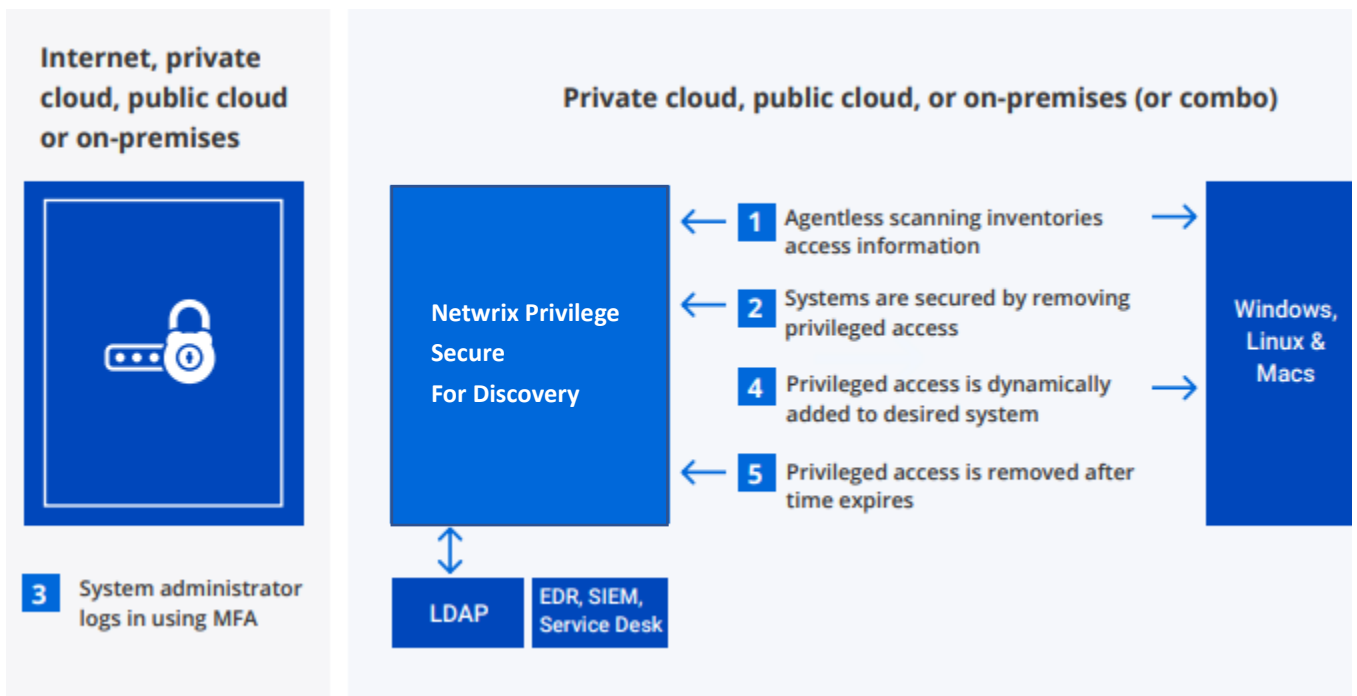 Internet, private
cloud, public cloud
or on-premises
3
System administrator
logs in using MFA
Private cloud, public cloud, or on-premises (or combo)
Netwrix Privilege
Secure
For Discovery
1
Agentless scanning inventories
access information
2
Systems are secured by removing
privileged access
4
Privileged access is dynamically
added to desired system
5
Privileged access is removed after
time expires
Windows,
Linux &
Macs
LDAP
EDR, SIEM,
Service Desk